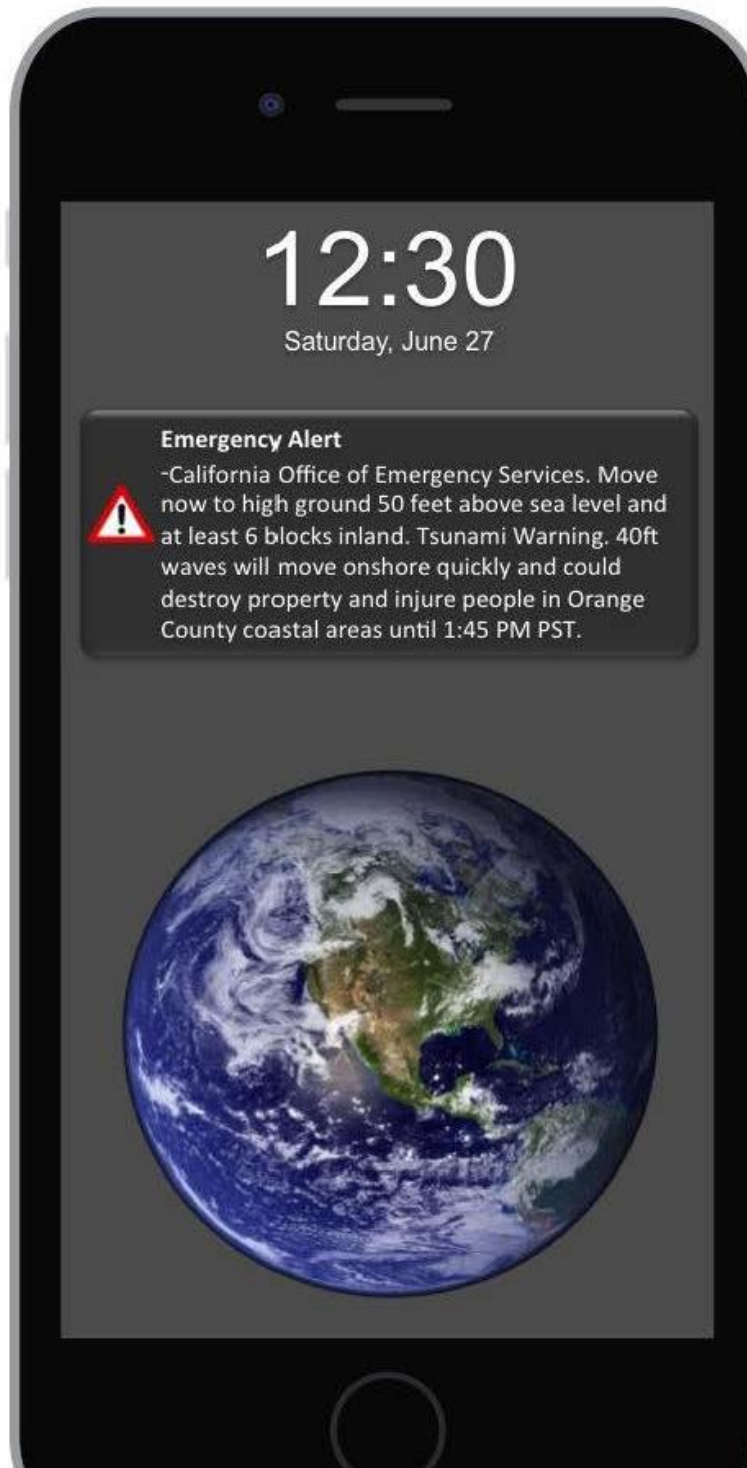 12:30
Saturday, June 27
Emergency Alert
-California Office of Emergency Services. Move
now to high ground 50 feet above sea level and
at least 6 blocks inland. Tsunami Warning. 40ft
waves will move onshore quickly and could
destroy property and injure people in Orange
County coastal areas until 1:45 PM PST.